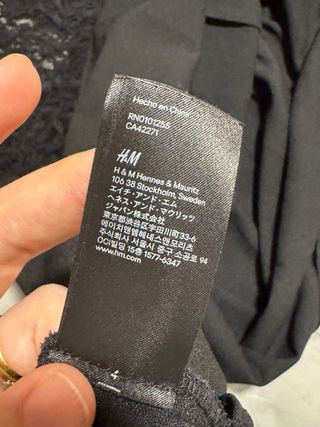 Hecho en China
RN0101255
CA42271
H&M
H & M Hennes & Mauritz
106 38 Stockholm, Sweden
エイチ・アンド・エム
ヘネス・アンド・マウリッツ
ジャパン株式会社
東京都渋谷区宇田川町33-6
에이치앤엠헤네스앤모리츠
주식회사 서울시 중구 소공로 94
OCI빌딩 15층 1577-6347
www.hm.com
4